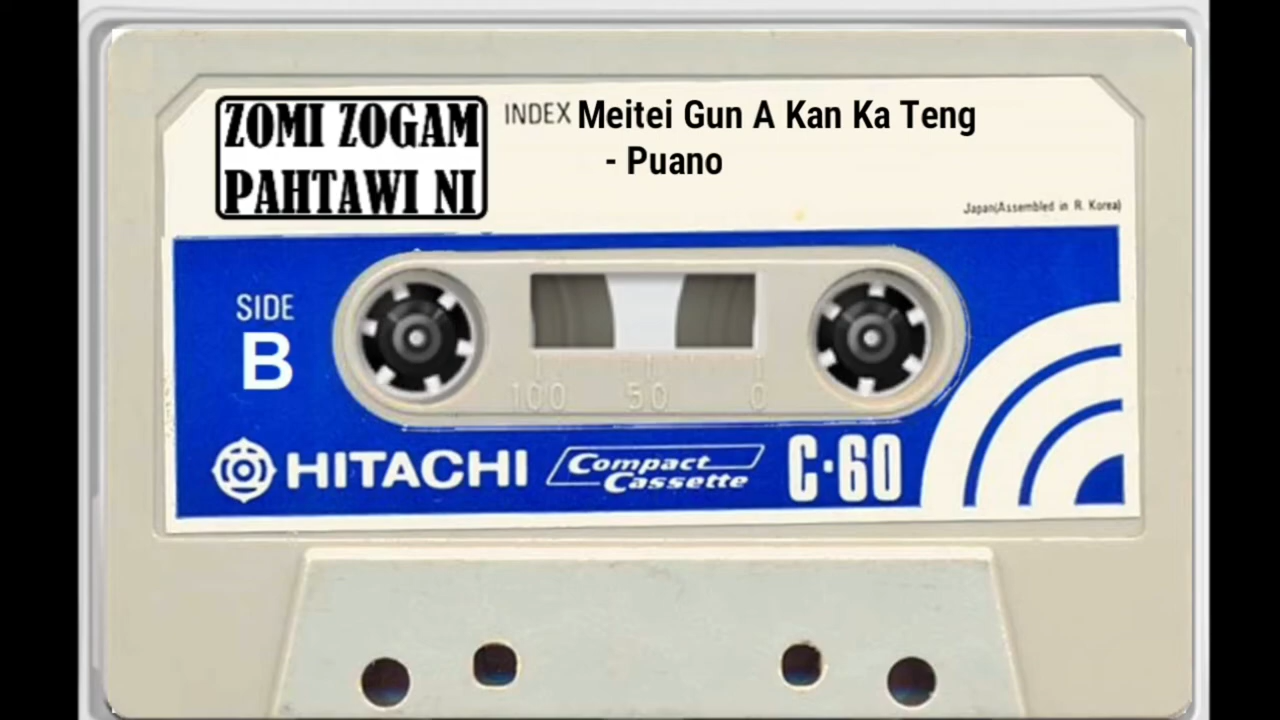 ZOMI ZOGAM
PAHTAWI NI
INDEX Meitei Gun A Kan Ka Teng
- Puano
Japan(Assembled in R. Korea)
SIDE
B
100 50 0
HITACHI Compact Cassette C·60